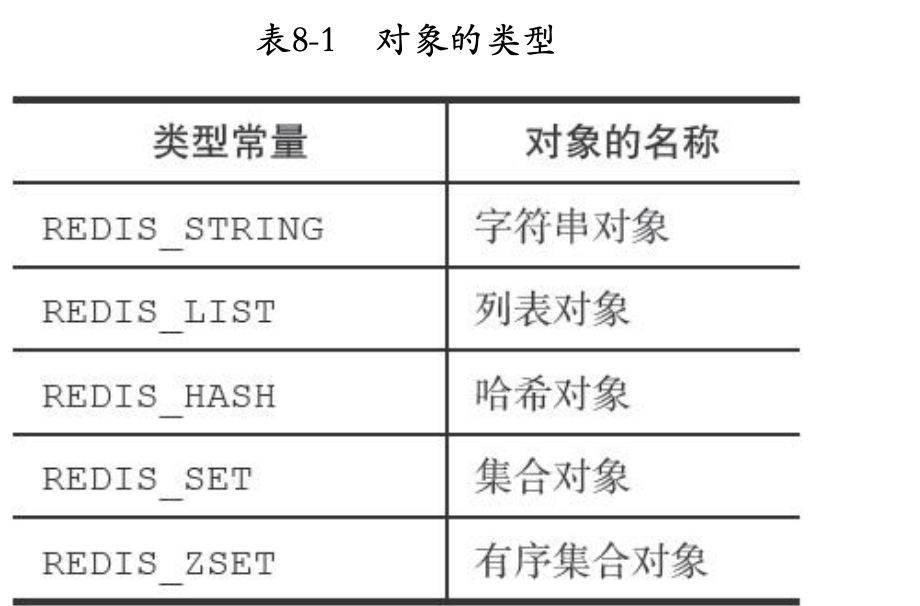 表8-1 对象的类型
类型常量 对象的名称
REDIS_STRING 字符串对象
REDIS_LIST 列表对象
REDIS_HASH 哈希对象
REDIS_SET 集合对象
REDIS_ZSET 有序集合对象